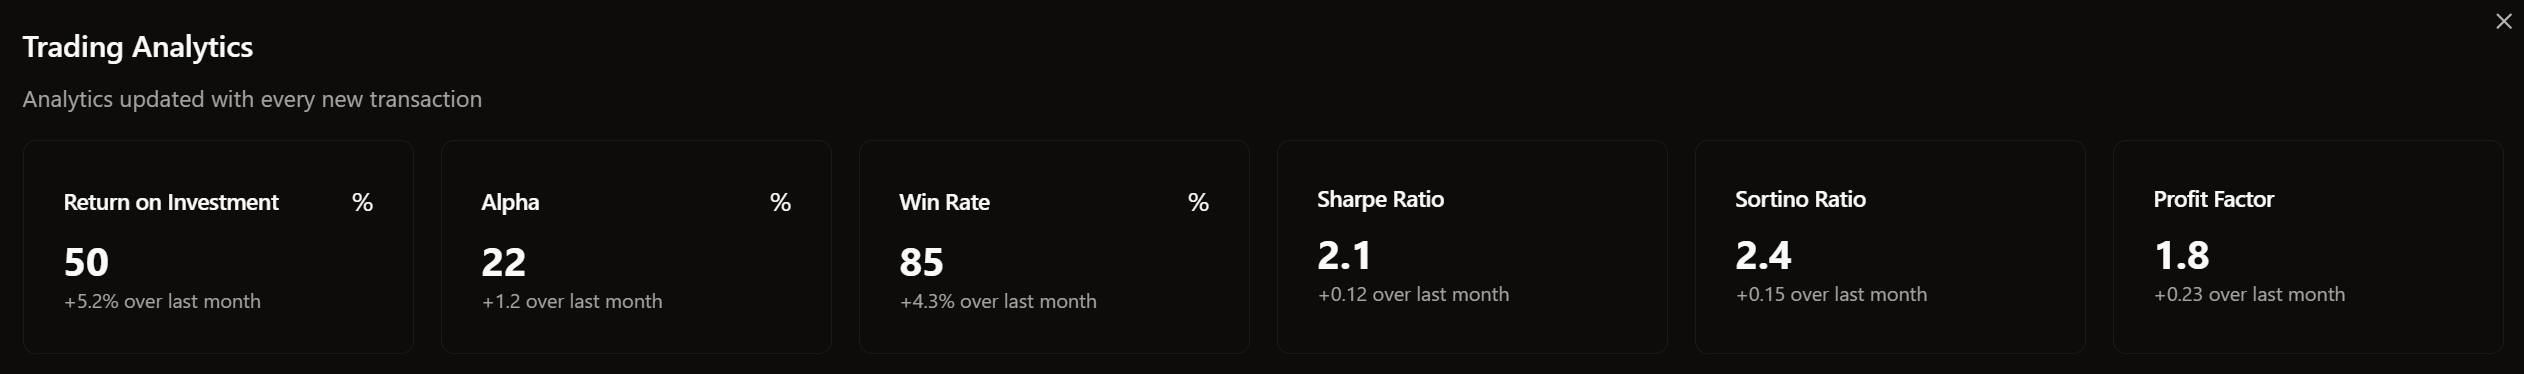 Trading Analytics
Analytics updated with every new transaction
Return on Investment %
50
+5.2% over last month
Alpha %
22
+1.2 over last month
Win Rate %
85
+4.3% over last month
Sharpe Ratio
2.1
+0.12 over last month
Sortino Ratio
2.4
+0.15 over last month
Profit Factor
1.8
+0.23 over last month